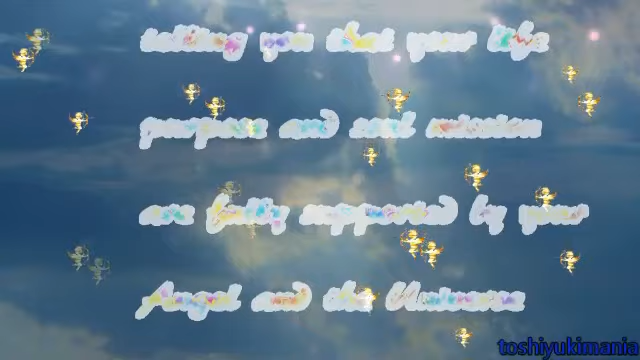 telling you that your life
purpose and soul mission
are fully supported by your
Angel and the Universe
toshiyukimania